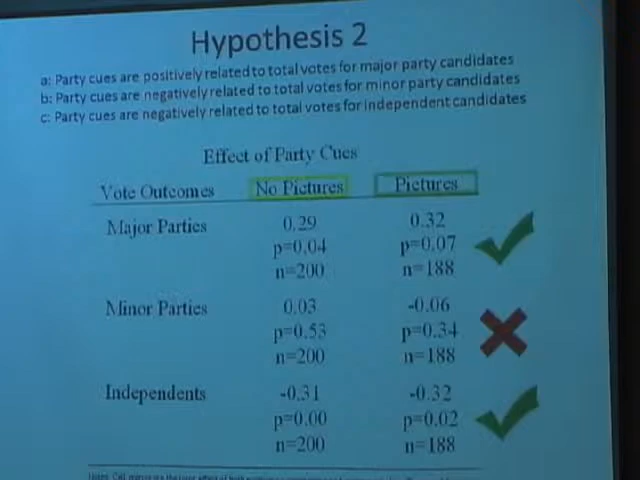 Hypothesis 2
a: Party cues are positively related to total votes for major party candidates
b: Party cues are negatively related to total votes for minor party candidates
c: Party cues are negatively related to total votes for independent candidates
Effect of Party Cues
Vote Outcomes No Pictures Pictures
Major Parties 0.29 0.32
p=0.04 p=0.07
n=200 n=188
Minor Parties 0.03 -0.06
p=0.53 p=0.34
n=200 n=188
Independents -0.31 -0.32
p=0.00 p=0.02
n=200 n=188